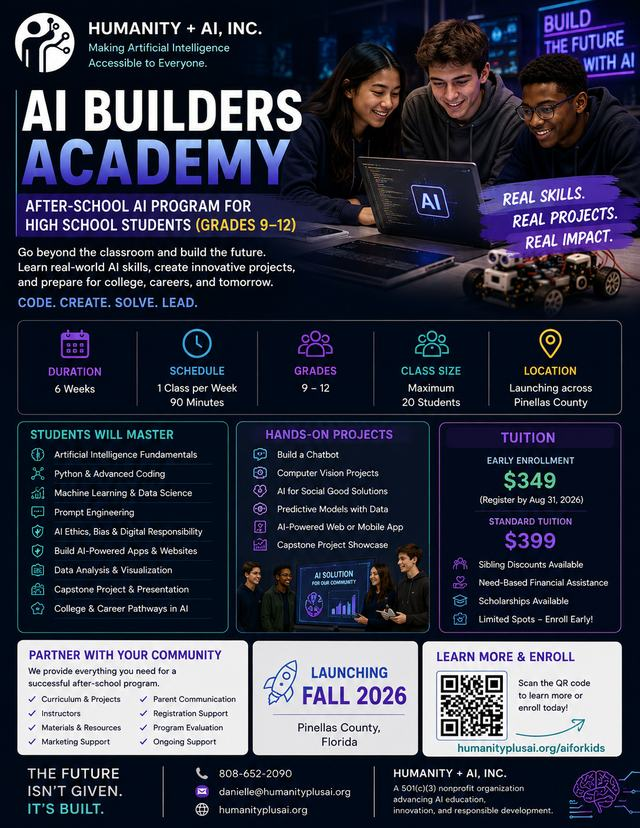 HUMANITY + AI, INC.
Making Artificial Intelligence
Accessible to Everyone.
BUILD
THE FUTURE
WITH AI
AI BUILDERS
ACADEMY
AFTER-SCHOOL AI PROGRAM FOR
HIGH SCHOOL STUDENTS (GRADES 9–12)
AI
REAL SKILLS.
REAL PROJECTS.
REAL IMPACT.
Go beyond the classroom and build the future.
Learn real-world AI skills, create innovative projects,
and prepare for college, careers, and tomorrow.
CODE. CREATE. SOLVE. LEAD.
DURATION
6 Weeks
SCHEDULE
1 Class per Week
90 Minutes
GRADES
9 – 12
CLASS SIZE
Maximum
20 Students
LOCATION
Launching across
Pinellas County
STUDENTS WILL MASTER
Artificial Intelligence Fundamentals
Python & Advanced Coding
Machine Learning & Data Science
Prompt Engineering
AI Ethics, Bias & Digital Responsibility
Build AI-Powered Apps & Websites
Data Analysis & Visualization
Capstone Project & Presentation
College & Career Pathways in AI
HANDS-ON PROJECTS
Build a Chatbot
Computer Vision Projects
AI for Social Good Solutions
Predictive Models with Data
AI-Powered Web or Mobile App
Capstone Project Showcase
AI SOLUTION
FOR OUR COMMUNITY
TUITION
EARLY ENROLLMENT
$349
(Register by Aug 31, 2026)
STANDARD TUITION
$399
Sibling Discounts Available
Need-Based Financial Assistance
Scholarships Available
Limited Spots – Enroll Early!
PARTNER WITH YOUR COMMUNITY
We provide everything you need for a
successful after-school program.
Curriculum & Projects
Instructors
Materials & Resources
Marketing Support
Parent Communication
Registration Support
Program Evaluation
Ongoing Support
LAUNCHING
FALL 2026
Pinellas County,
Florida
LEARN MORE & ENROLL
Scan the QR code
to learn more or
enroll today!
humanityplusai.org/aiforkids
THE FUTURE
ISN'T GIVEN.
IT'S BUILT.
808-652-2090
danielle@humanityplusai.org
humanityplusai.org
HUMANITY + AI, INC.
A 501(c)(3) nonprofit organization
advancing AI education,
innovation, and responsible development.